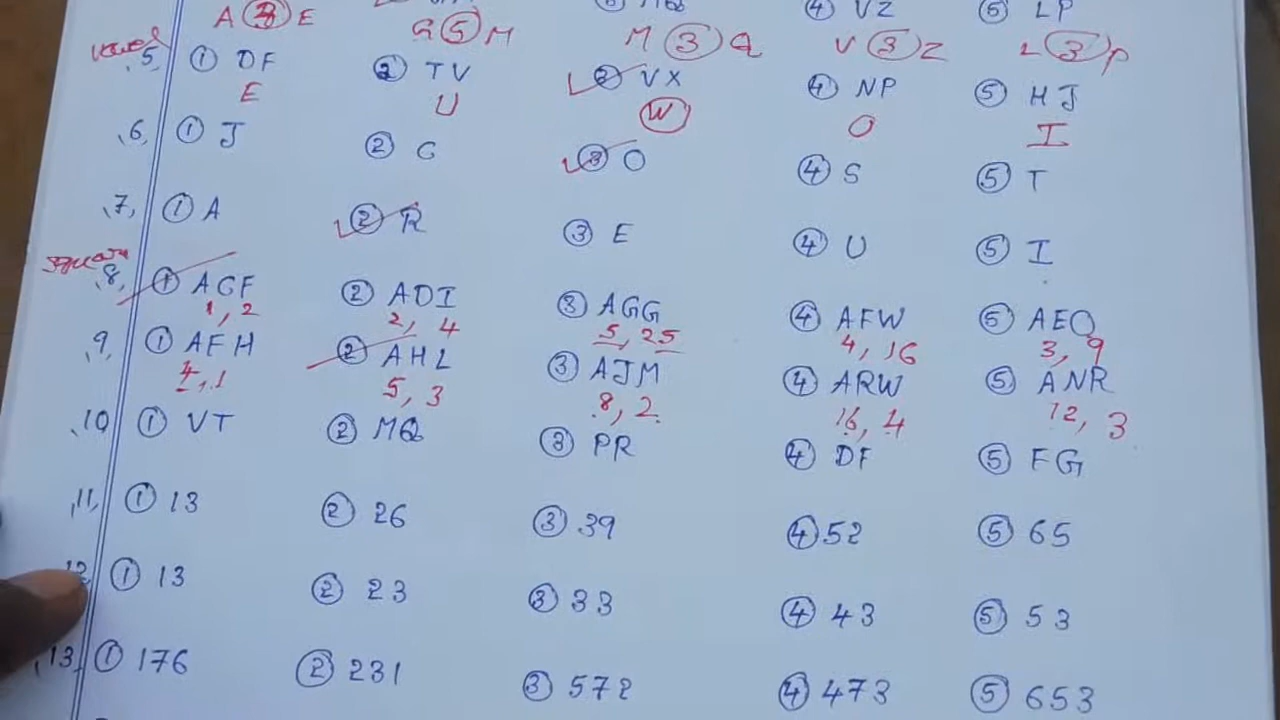 ④ VZ ⑤ LP
A ③ E G ⑤ M M ③ Q V ③ Z L ③ P
vowel
5, ① DF ② TV ③ VX ④ NP ⑤ HJ
E U W O I
6, ① J ② G ③ O ④ S ⑤ T
7, ① A ② R ③ E ④ U ⑤ I
square
8, ① ACF ② ADI ③ AGG ④ AFW ⑤ AEO
1, 2 2, 4 5, 25 4, 16 3, 9
9, ① AFH ② AHL ③ AJM ④ ARW ⑤ ANR
4, 1 5, 3 8, 2 16, 4 12, 3
10 ① VT ② MQ ③ PR ④ DF ⑤ FG
11, ① 13 ② 26 ③ 39 ④ 52 ⑤ 65
12 ① 13 ② 23 ③ 33 ④ 43 ⑤ 53
13, ① 176 ② 231 ③ 572 ④ 473 ⑤ 653